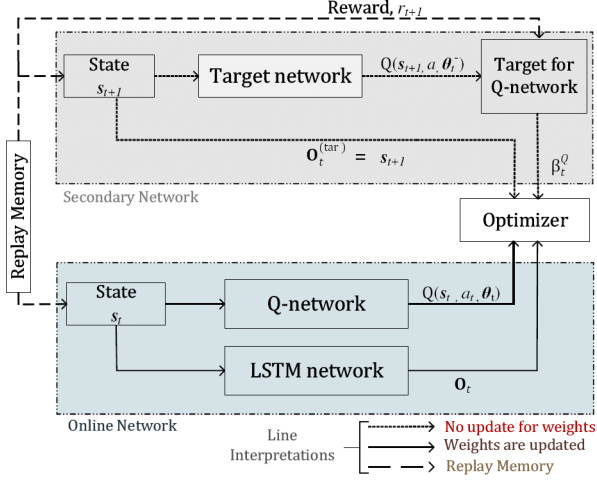 Reward, r_{t+1}
State
s_{t+1}
Target network
Q(s_{t+1}, a, θ_t^-)
Target for
Q-network
O_t^{(tar)} = s_{t+1}
β_t^Q
Secondary Network
Replay Memory
Optimizer
State
s_t
Q-network
Q(s_t, a_t, θ_t)
LSTM network
O_t
Online Network
Line
Interpretations
No update for weights
Weights are updated
Replay Memory